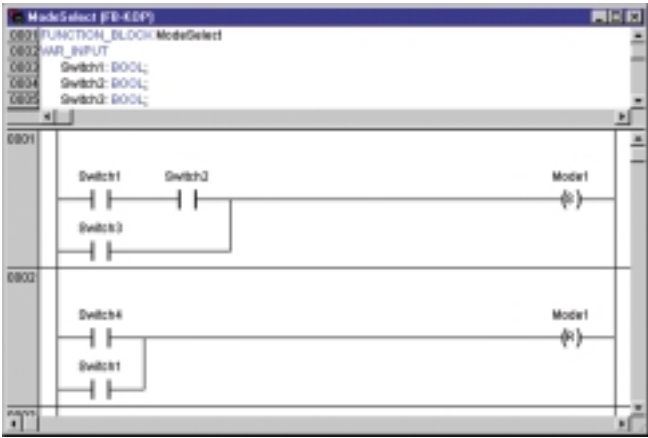 ModeSelect (FB-KOP)
0001 FUNCTION_BLOCK ModeSelect
0002 VAR_INPUT
0003 Switch1: BOOL;
0004 Switch2: BOOL;
0005 Switch3: BOOL;
0001
Switch1 Switch2 Mode1
(S)
Switch3
0002
Switch4 Mode1
(R)
Switch1